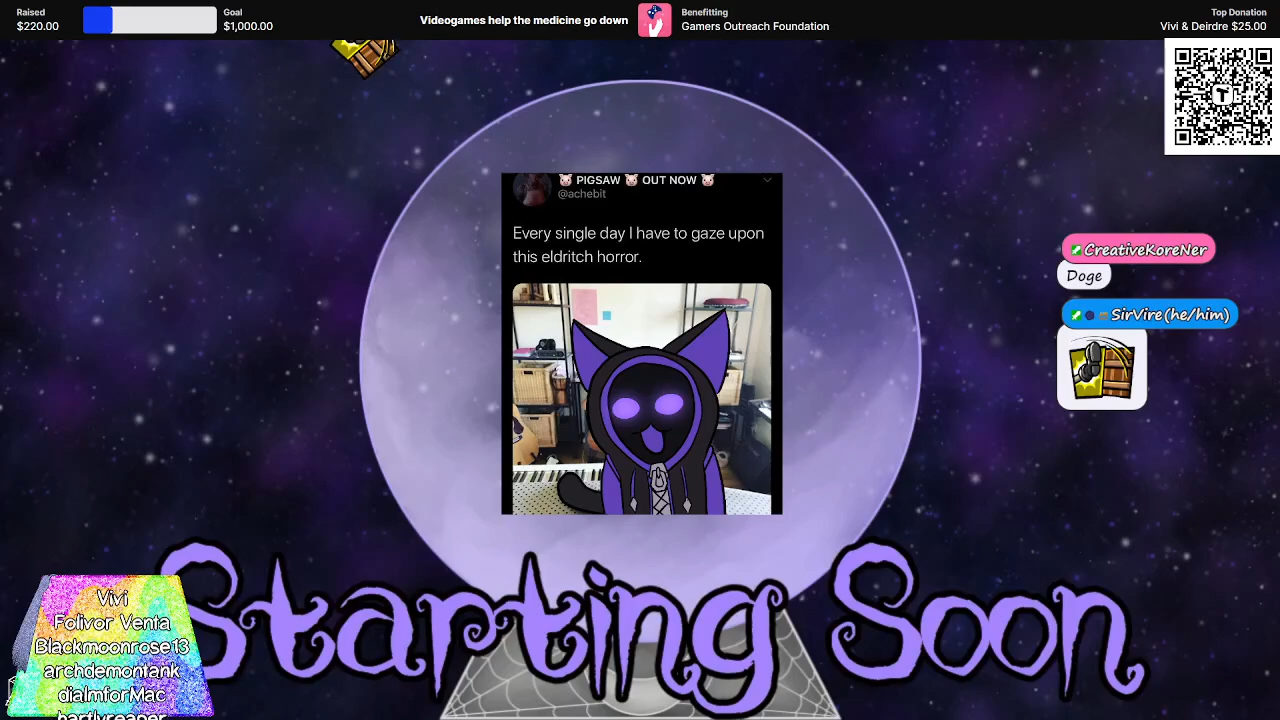 Raised
$220.00
Goal
$1,000.00
Videogames help the medicine go down
Benefitting
Gamers Outreach Foundation
Top Donation
Vivi & Deirdre $25.00
T
PIGSAW OUT NOW
@achebit
Every single day I have to gaze upon
this eldritch horror.
CreativeKoreNer
Doge
SirVire(he/him)
Starting Soon
Vivi
Folivor Venia
Blackmoonrose13
archdemontank
dialmforMac